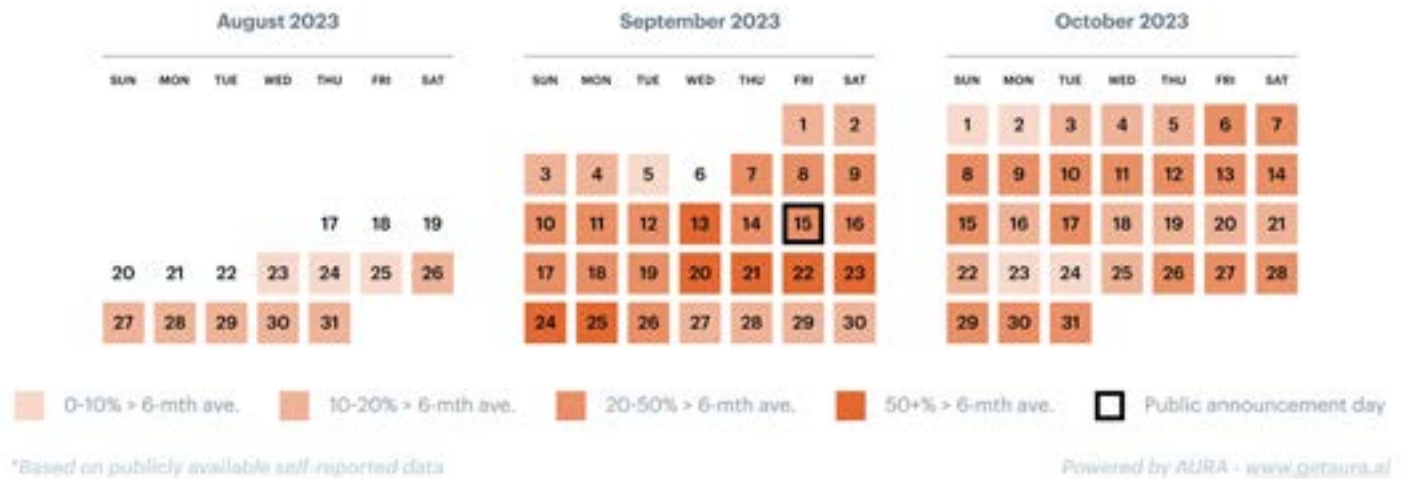 August 2023 September 2023 October 2023
SUN MON TUE WED THU FRI SAT SUN MON TUE WED THU FRI SAT SUN MON TUE WED THU FRI SAT
1 2 1 2 3 4 5 6 7
3 4 5 6 7 8 9 8 9 10 11 12 13 14
17 18 19 10 11 12 13 14 15 16 15 16 17 18 19 20 21
20 21 22 23 24 25 26 17 18 19 20 21 22 23 22 23 24 25 26 27 28
27 28 29 30 31 24 25 26 27 28 29 30 29 30 31
0-10% > 6-mth ave. 10-20% > 6-mth ave. 20-50% > 6-mth ave. 50+% > 6-mth ave. Public announcement day
*Based on publicly available self-reported data Powered by AURA - www.getaura.ai